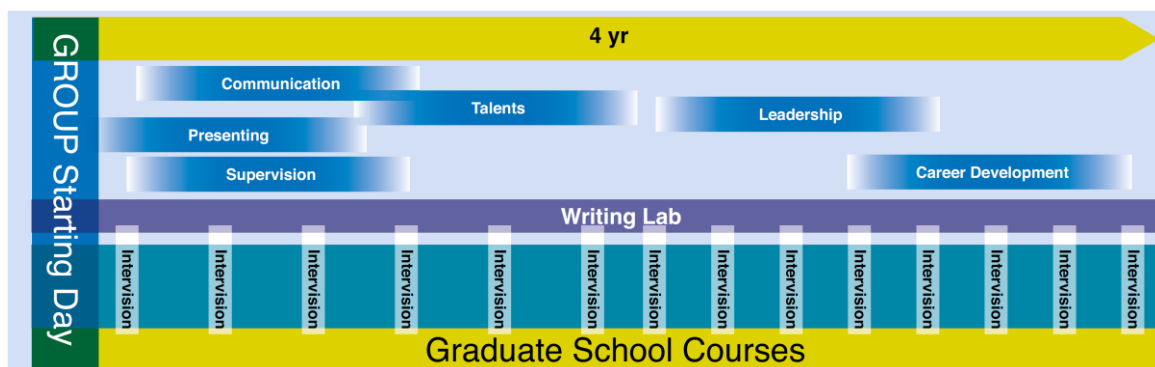 GROUP Starting Day
4 yr
Communication
Talents
Leadership
Presenting
Supervision
Career Development
Writing Lab
Intervision
Intervision
Intervision
Intervision
Intervision
Intervision
Intervision
Intervision
Intervision
Intervision
Intervision
Intervision
Intervision
Intervision
Graduate School Courses